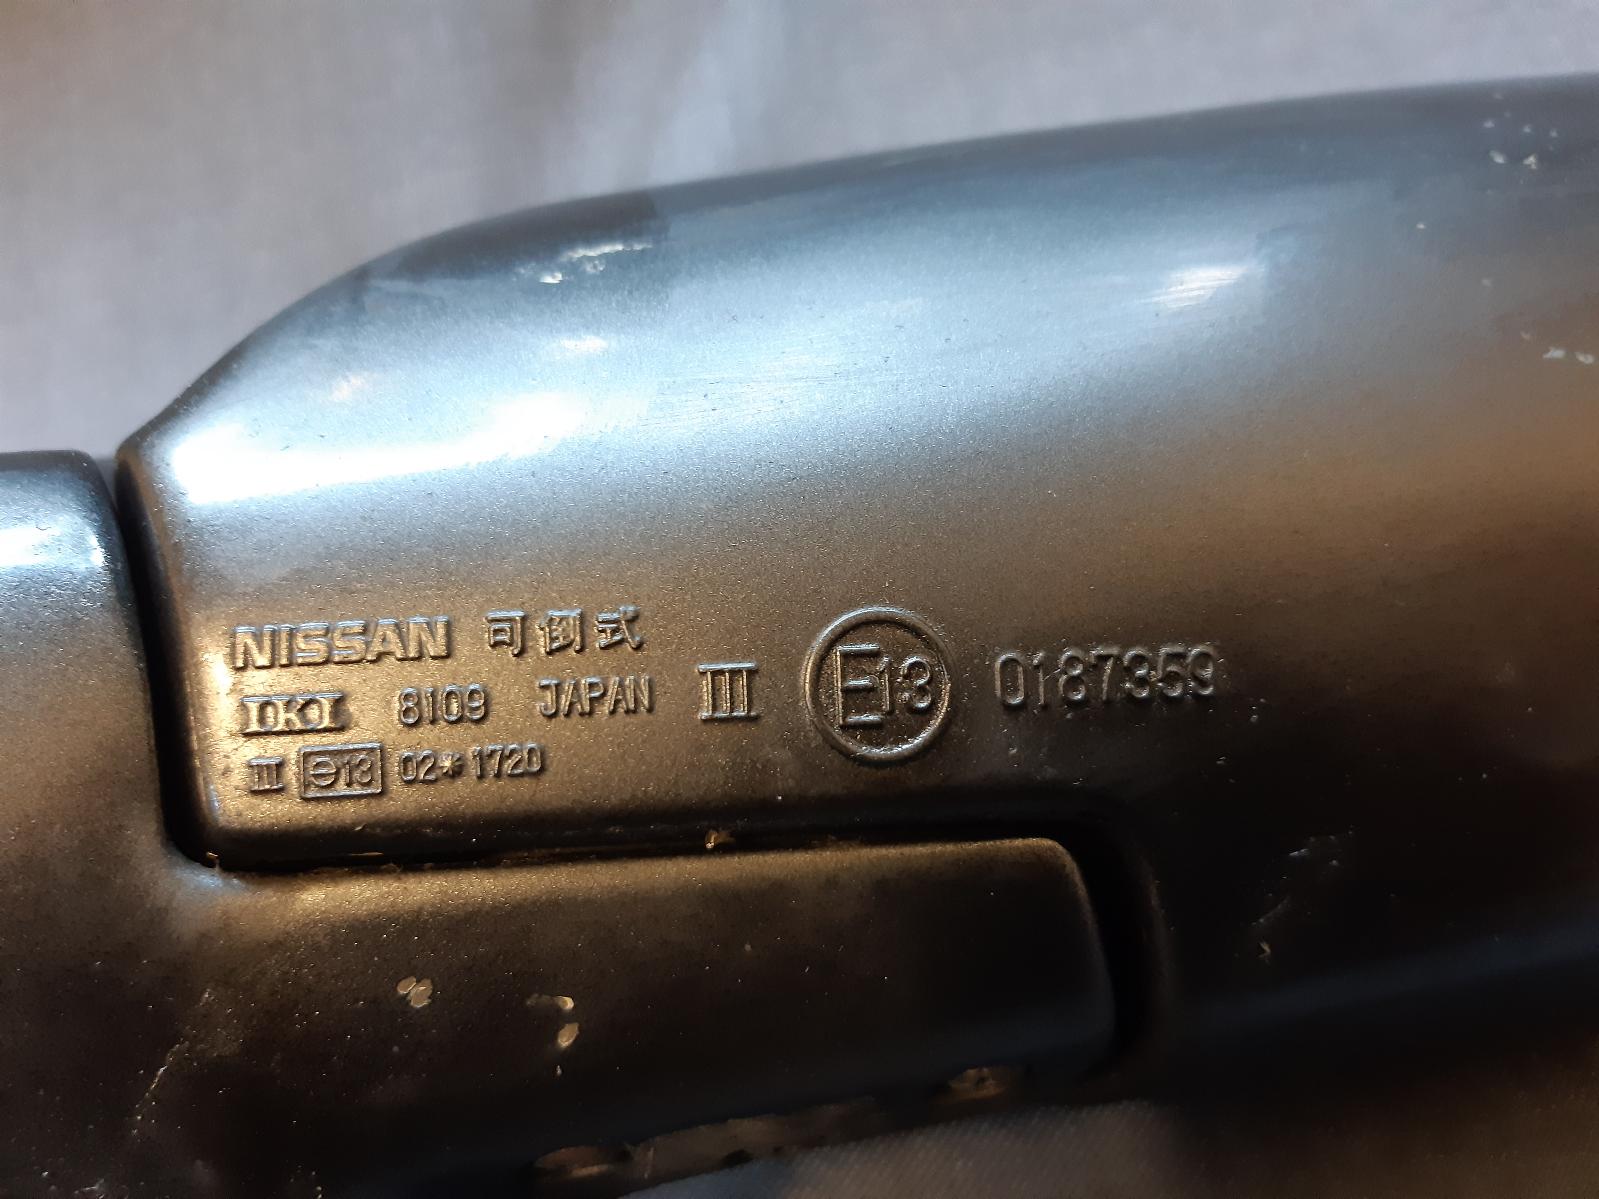 NISSAN 可倒式
IKI 8109 JAPAN III E13 0187359
II e13 02*1720